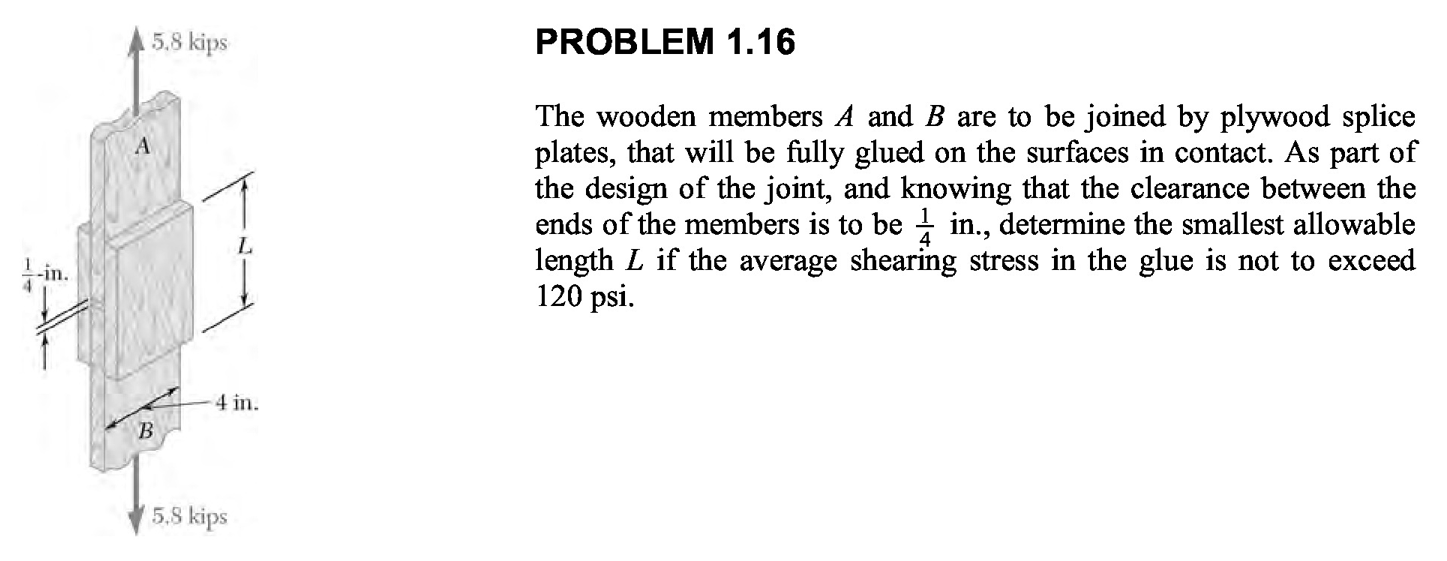 5.8 kips
A
L
1/4-in.
4 in.
B
5.8 kips
PROBLEM 1.16
The wooden members A and B are to be joined by plywood splice
plates, that will be fully glued on the surfaces in contact. As part of
the design of the joint, and knowing that the clearance between the
ends of the members is to be 1/4 in., determine the smallest allowable
length L if the average shearing stress in the glue is not to exceed
120 psi.